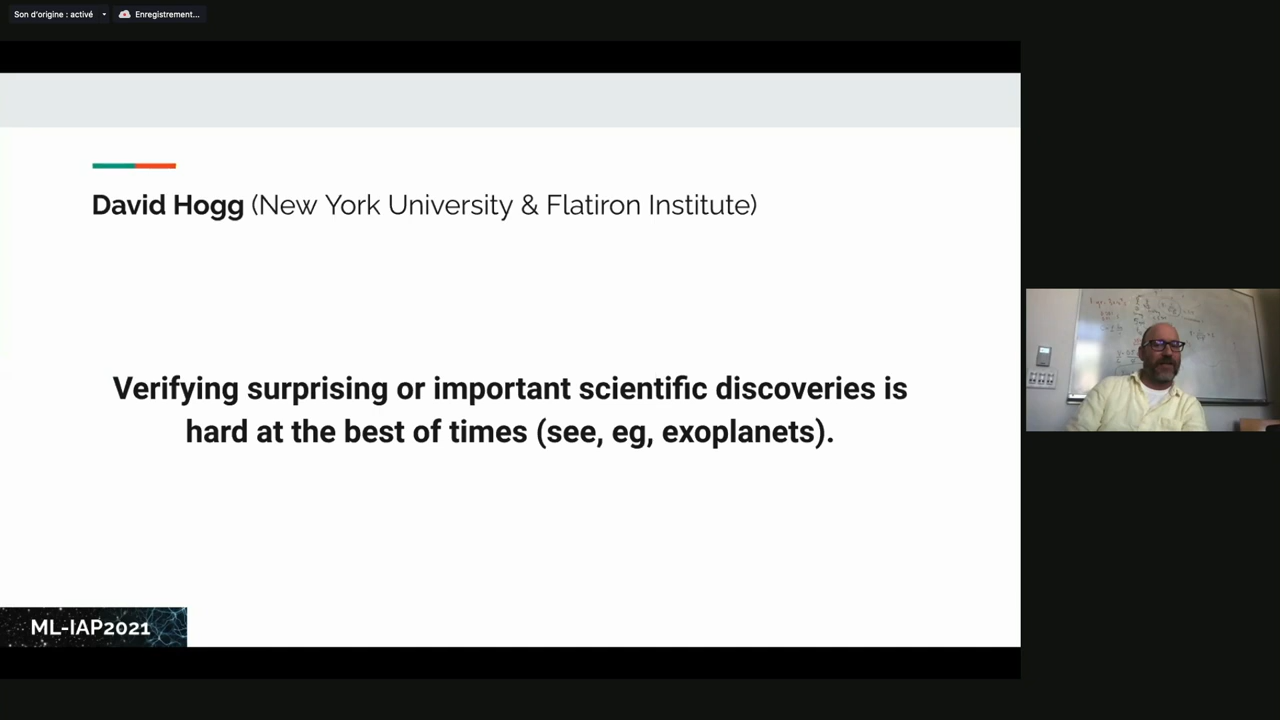 Son d'origine : activé
Enregistrement...
David Hogg (New York University & Flatiron Institute)
Verifying surprising or important scientific discoveries is
hard at the best of times (see, eg, exoplanets).
ML-IAP2021